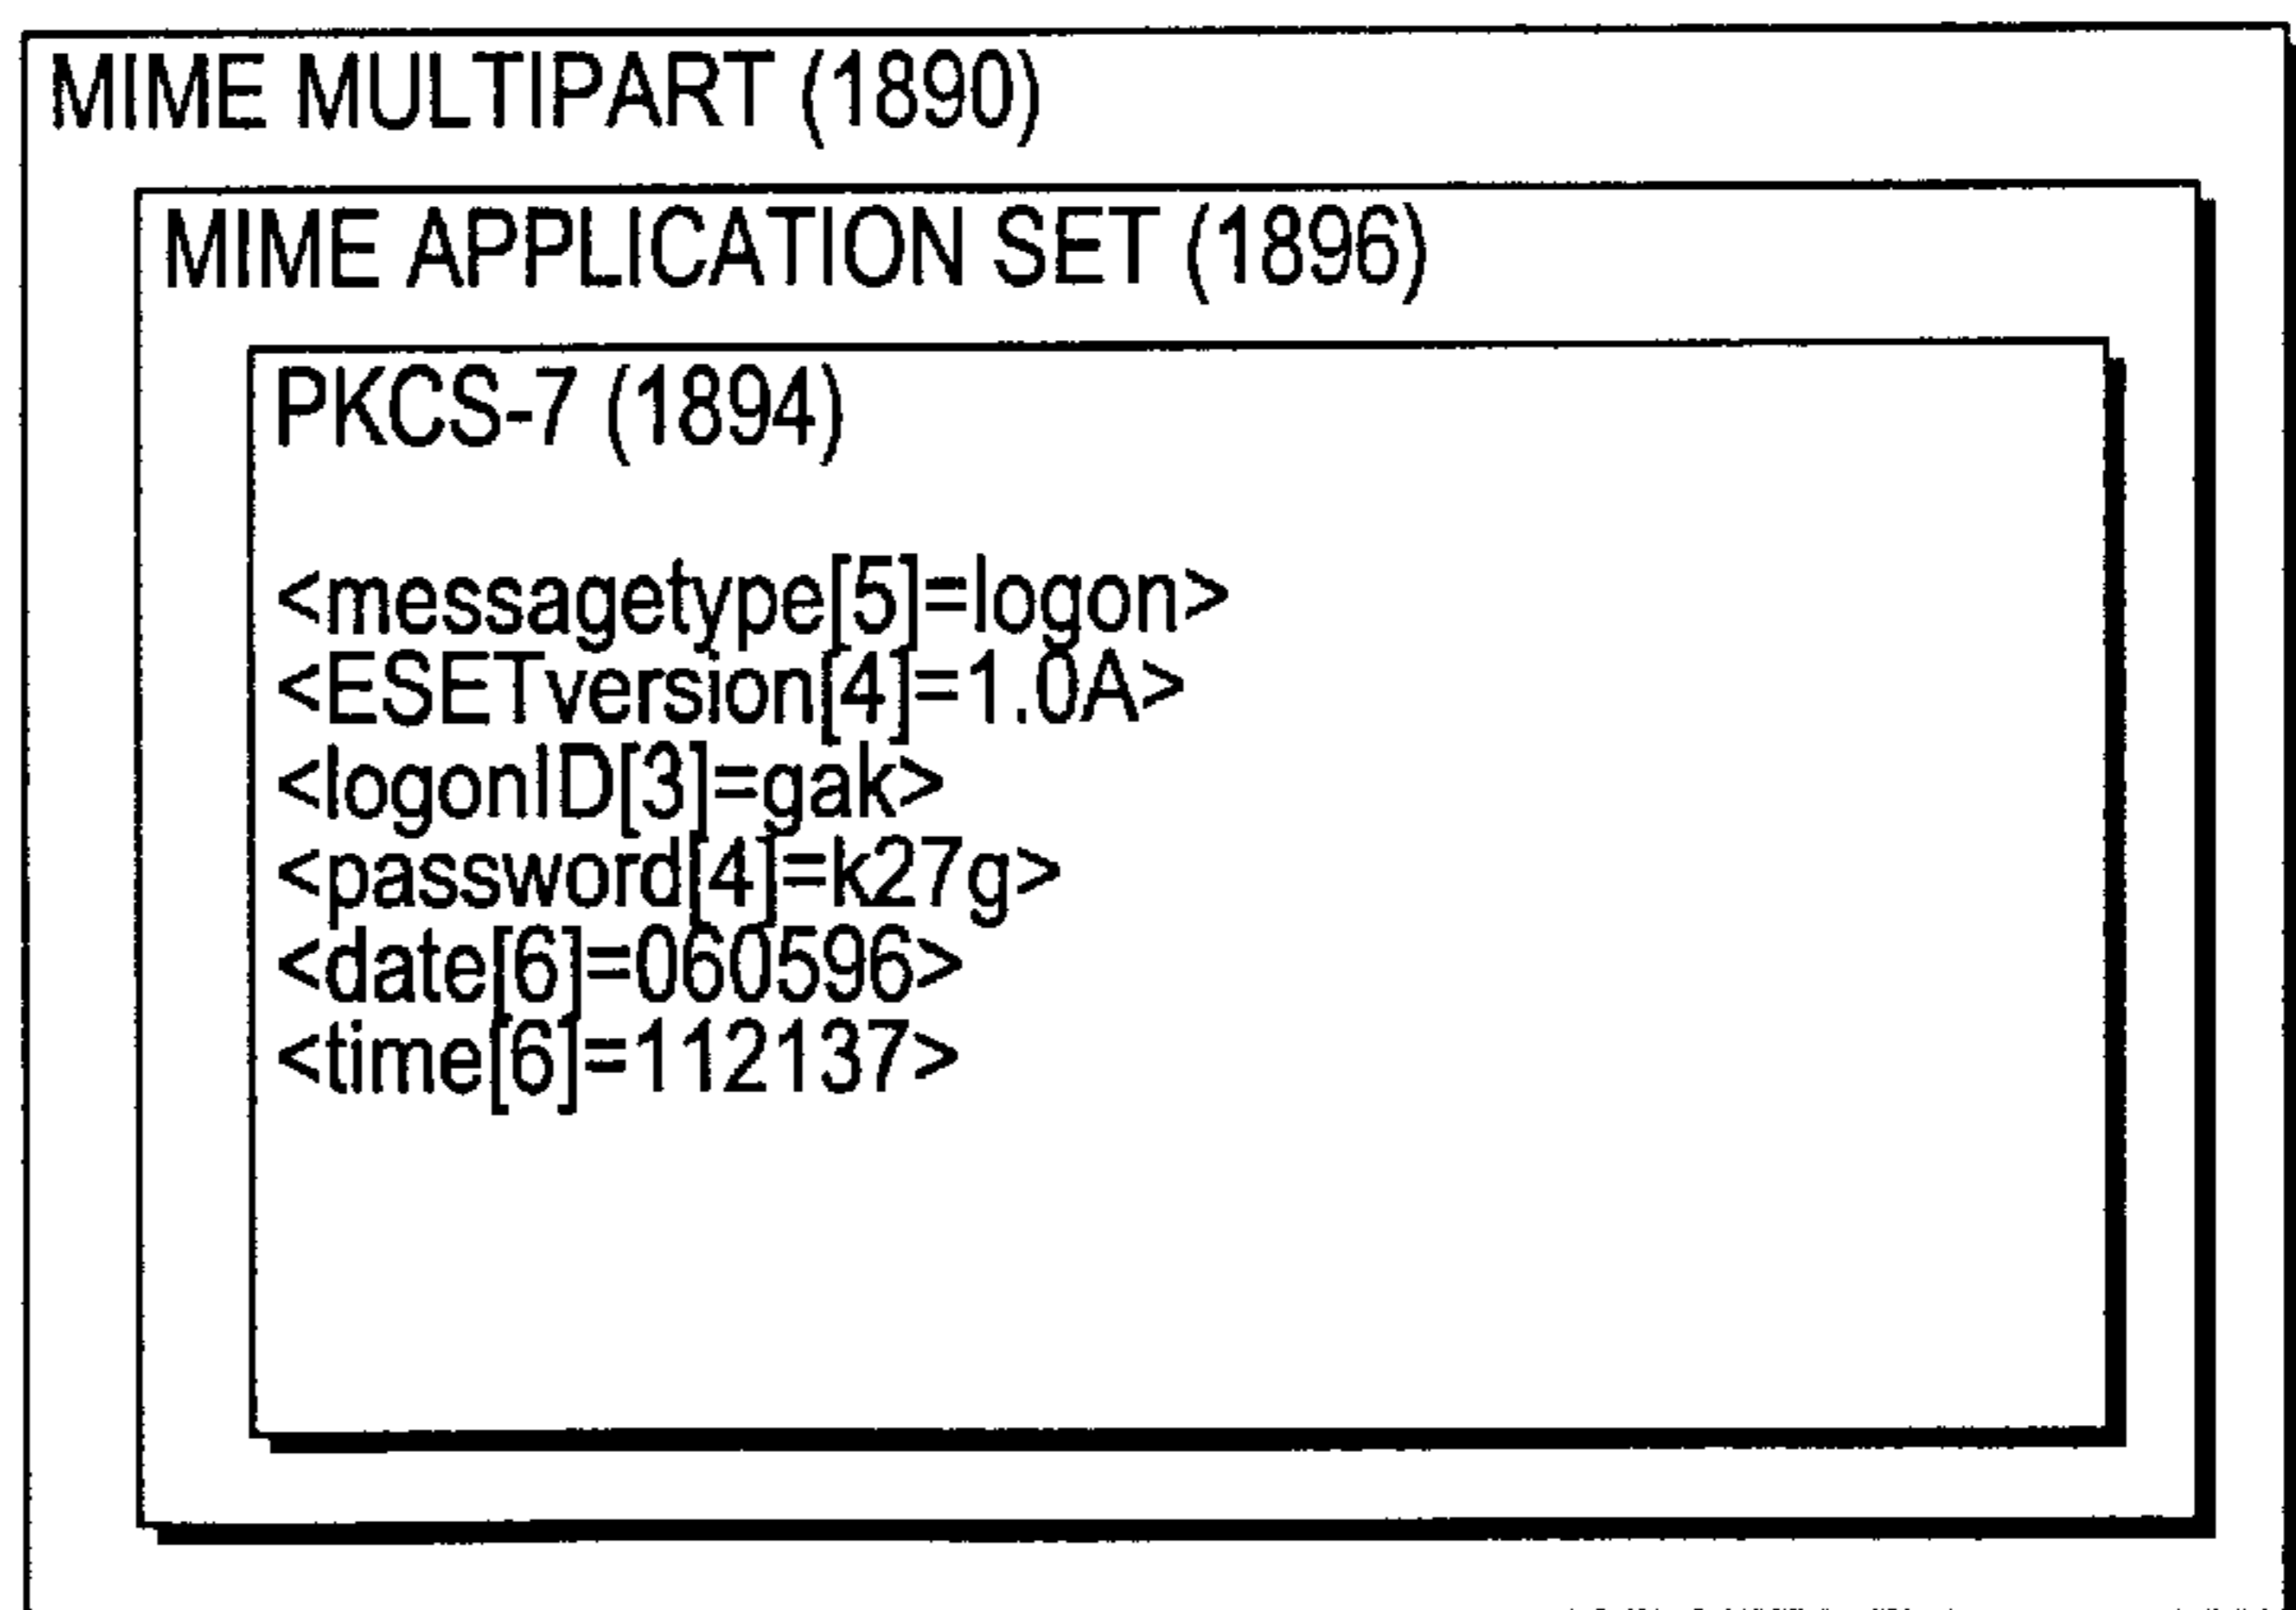 MIME MULTIPART (1890)
MIME APPLICATION SET (1896)
PKCS-7 (1894)
<messagetype[5]=logon>
<ESETversion[4]=1.0A>
<logonID[3]=gak>
<password[4]=k27g>
<date[6]=060596>
<time[6]=112137>